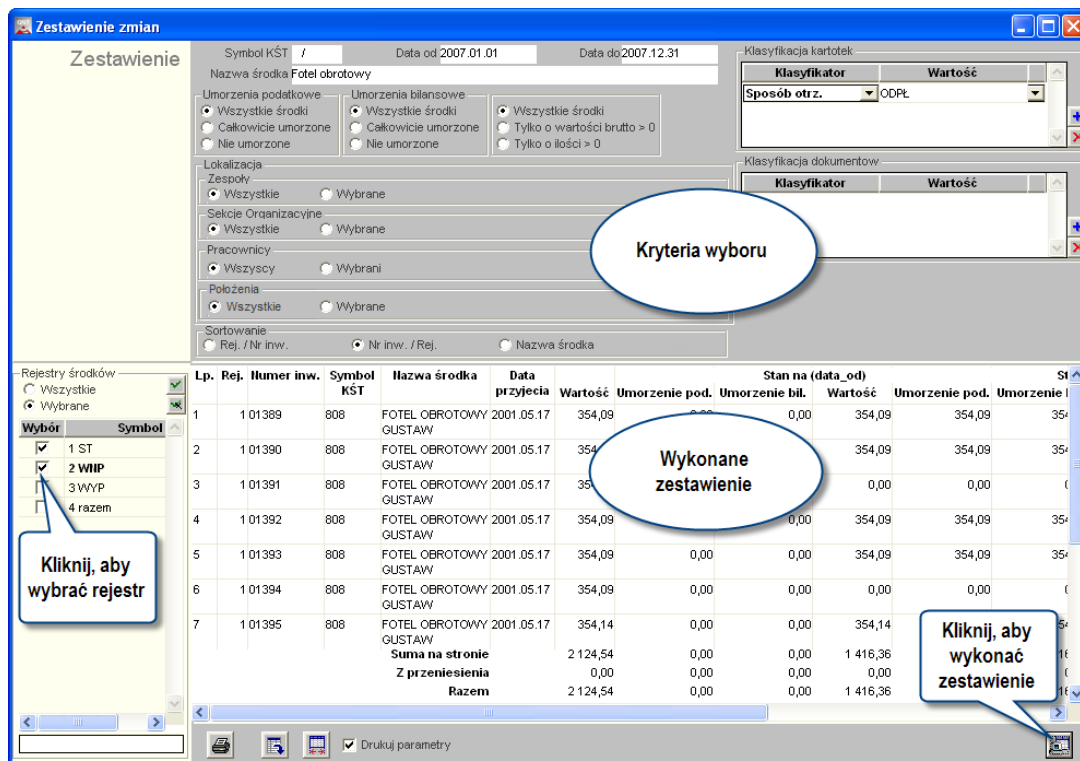 Zestawienie zmian
Zestawienie
Symbol KŚT / Data od 2007.01.01 Data do 2007.12.31
Nazwa środka Fotel obrotowy
Umorzenia podatkowe
Wszystkie środki
Całkowicie umorzone
Nie umorzone
Umorzenia bilansowe
Wszystkie środki
Całkowicie umorzone
Nie umorzone
Wszystkie środki
Tylko o wartości brutto > 0
Tylko o ilości > 0
Lokalizacja
Zespoły
Wszystkie Wybrane
Sekcje Organizacyjne
Wszystkie Wybrane
Pracownicy
Wszyscy Wybrani
Położenia
Wszystkie Wybrane
Sortowanie
Rej. / Nr inw. Nr inw. / Rej. Nazwa środka
Klasyfikacja kartotek
Klasyfikator Wartość
Sposób otrz. ODPŁ
Klasyfikacja dokumentow
Klasyfikator Wartość
Kryteria wyboru
Rejestry środków
Wszystkie
Wybrane
Wybór Symbol
1 ST
2 WNP
3 WYP
4 razem
Kliknij, aby
wybrać rejestr
Lp. Rej. Numer inw. Symbol KŚT Nazwa środka Data przyjecia Wartość Umorzenie pod. Umorzenie bil. Stan na (data_od) Wartość Umorzenie pod. Umorzenie
1 1 01389 808 FOTEL OBROTOWY 2001.05.17 354,09 0,00 354,09 354,09
GUSTAW
2 1 01390 808 FOTEL OBROTOWY 2001.05.17 354,09 354,09
GUSTAW
3 1 01391 808 FOTEL OBROTOWY 2001.05.17 0,00 0,00
GUSTAW
4 1 01392 808 FOTEL OBROTOWY 2001.05.17 354,09 0,00 354,09 354,09
GUSTAW
5 1 01393 808 FOTEL OBROTOWY 2001.05.17 354,09 0,00 0,00 354,09 354,09
GUSTAW
6 1 01394 808 FOTEL OBROTOWY 2001.05.17 354,09 0,00 0,00 0,00 0,00
GUSTAW
7 1 01395 808 FOTEL OBROTOWY 2001.05.17 354,14 0,00 0,00 354,14
GUSTAW
Suma na stronie 2 124,54 0,00 0,00 1 416,36
Z przeniesienia 0,00 0,00 0,00 0,00
Razem 2 124,54 0,00 0,00 1 416,36
Wykonane
zestawienie
Kliknij, aby
wykonać
zestawienie
Drukuj parametry